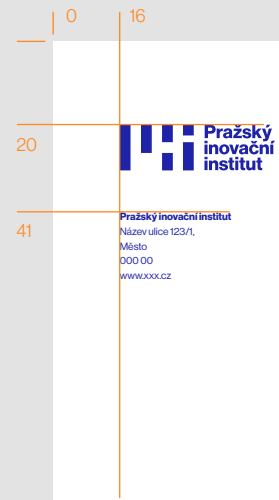 0
16
20
Pražský
inovační
institut
41
Pražský inovační institut
Název ulice 123/1,
Město
000 00
www.xxx.cz